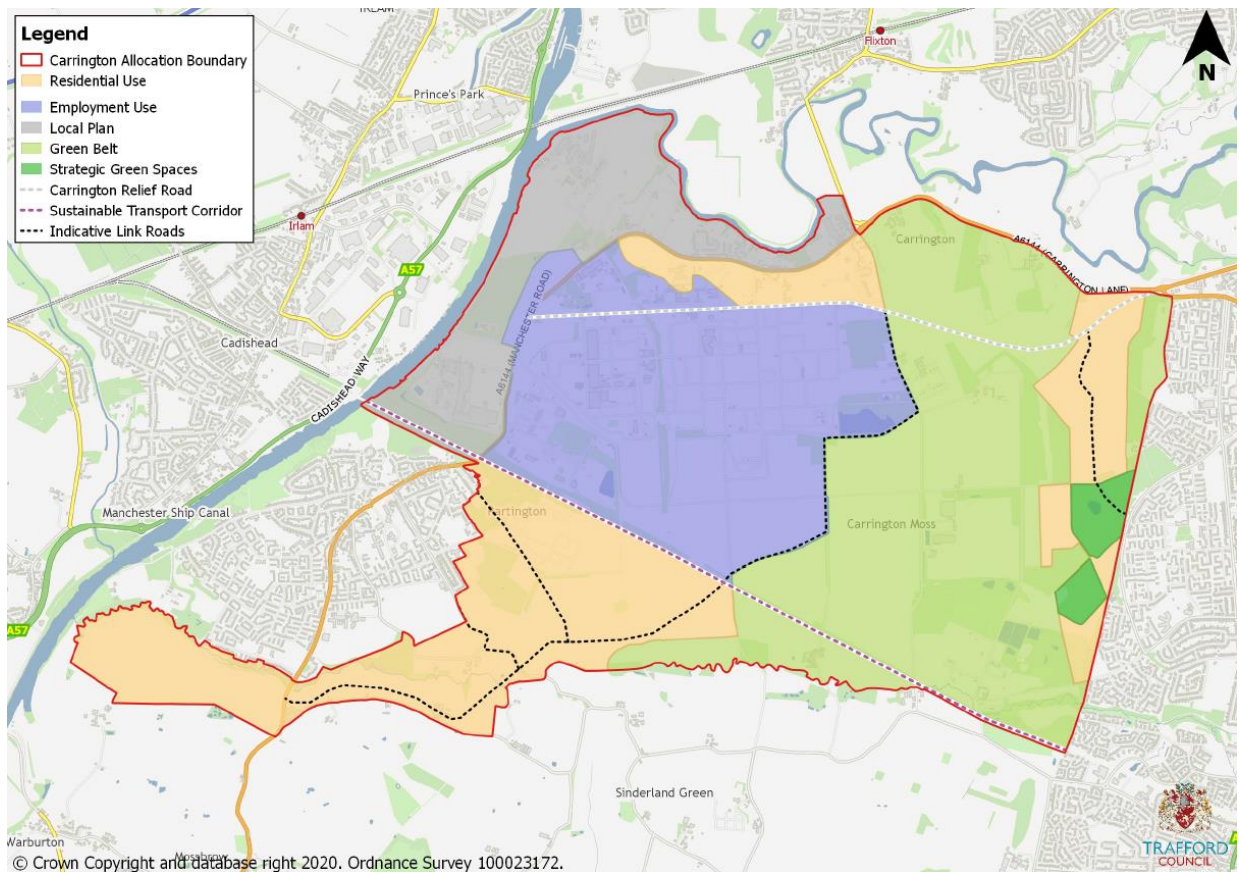 IRLAM
Legend
Carrington Allocation Boundary
Residential Use
Employment Use
Local Plan
Green Belt
Strategic Green Spaces
Carrington Relief Road
Sustainable Transport Corridor
Indicative Link Roads
Flixton
N
Prince's Park
Irlam
A57
Carrington
A6144 (CARRINGTON LANE)
A6144 (MANCHESTER ROAD)
Cadishead
CADISHEAD WAY
Manchester Ship Canal
Partington
Carrington Moss
A57
Sinderland Green
Warburton
Mossbrow
TRAFFORD
COUNCIL
© Crown Copyright and database right 2020. Ordnance Survey 100023172.